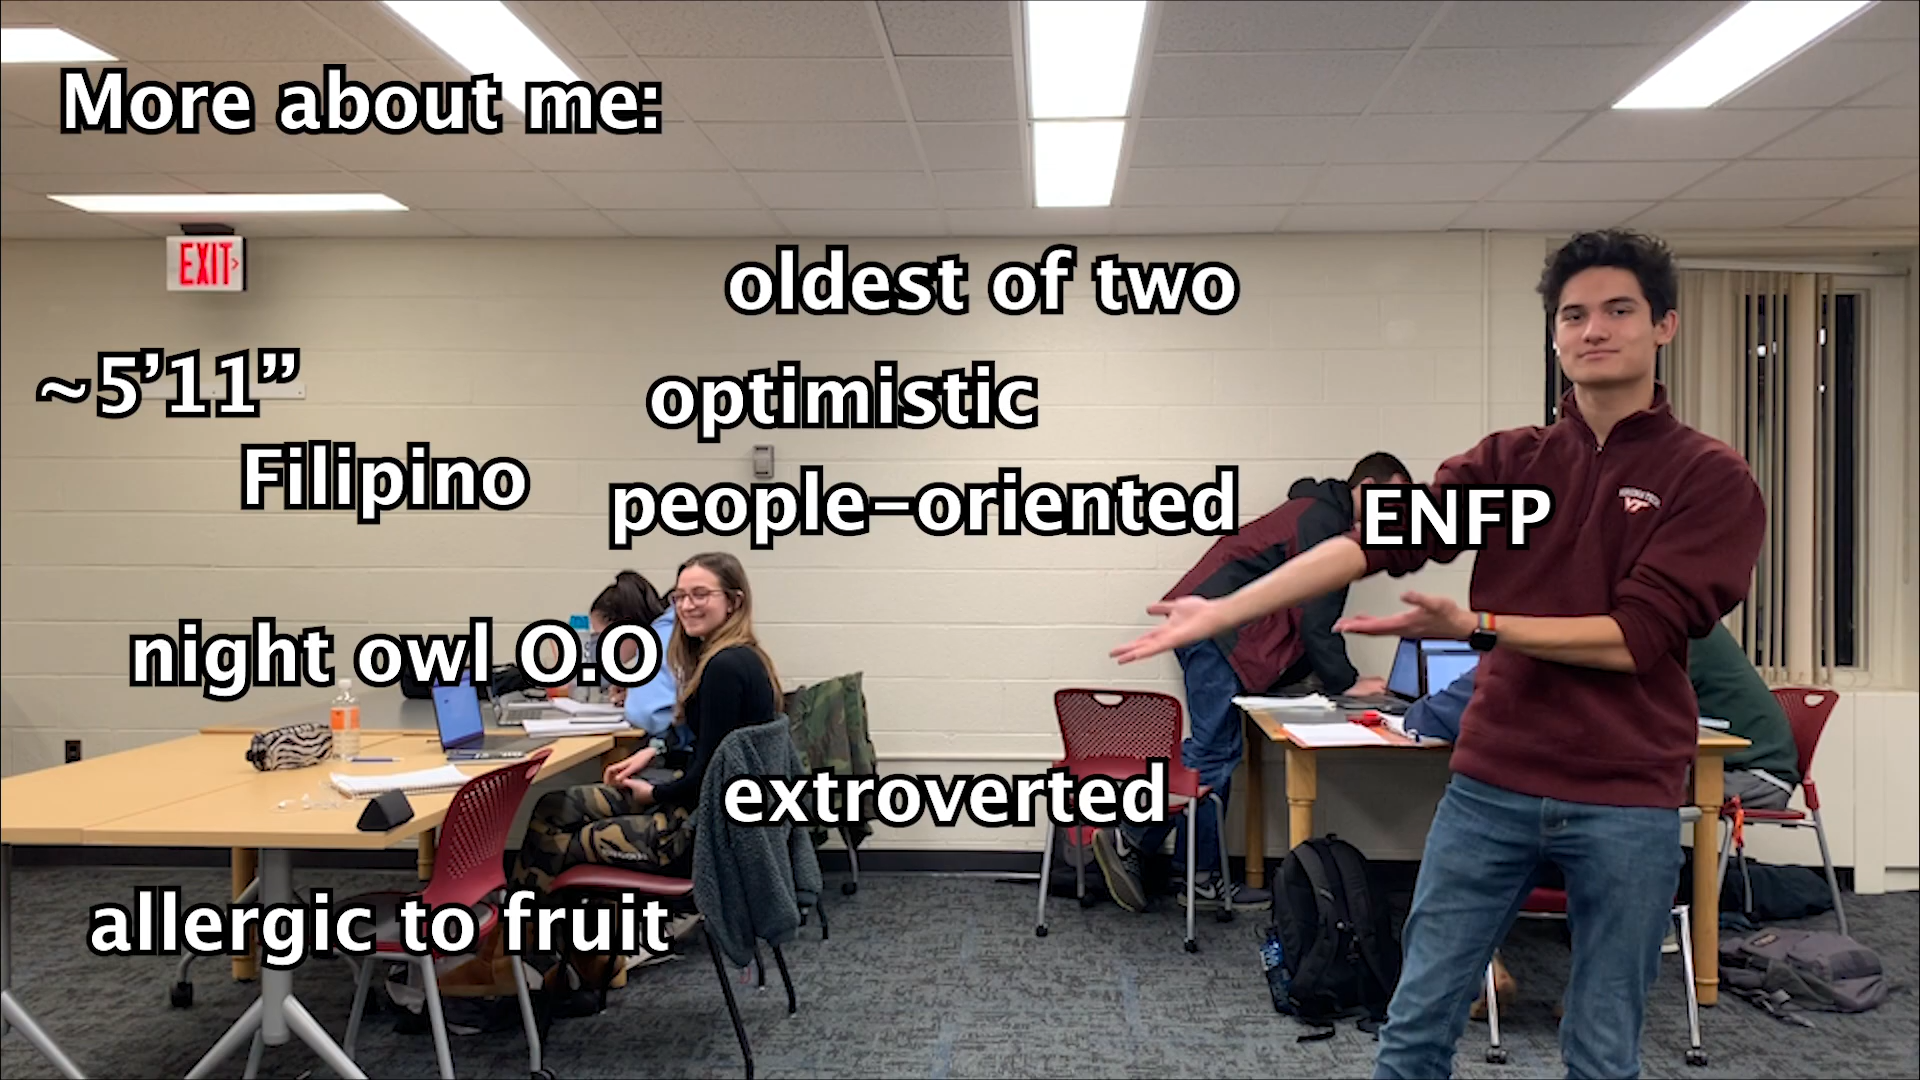 More about me:
EXIT
oldest of two
~5’11”
optimistic
Filipino
people-oriented
ENFP
VT
night owl O.O
extroverted
allergic to fruit